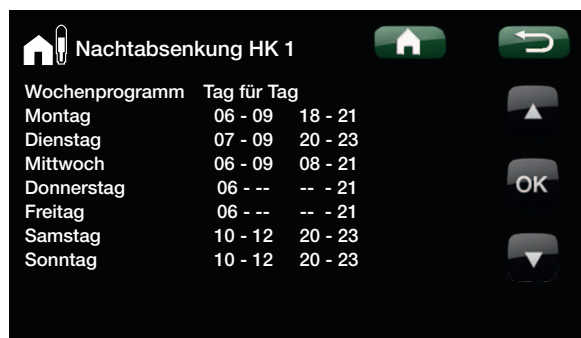 Nachtabsenkung HK 1
Wochenprogramm Tag für Tag
Montag 06 - 09 18 - 21
Dienstag 07 - 09 20 - 23
Mittwoch 06 - 09 08 - 21
Donnerstag 06 - -- -- - 21
Freitag 06 - -- -- - 21
Samstag 10 - 12 20 - 23
Sonntag 10 - 12 20 - 23
OK